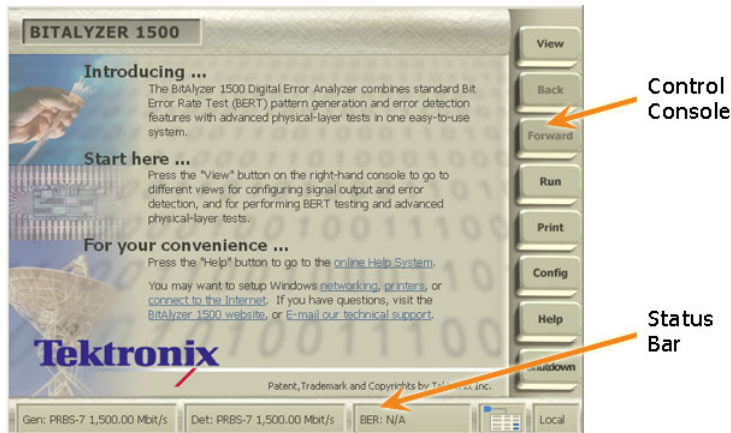 BITALYZER 1500
Introducing ...
The BitAlyzer 1500 Digital Error Analyzer combines standard Bit
Error Rate Test (BERT) pattern generation and error detection
features with advanced physical-layer tests in one easy-to-use
system.
Start here ...
Press the "View" button on the right-hand console to go to
different views for configuring signal output and error
detection, and for performing BERT testing and advanced
physical-layer tests.
For your convenience ...
Press the "Help" button to go to the online Help System.
You may want to setup Windows networking, printers, or
connect to the Internet. If you have questions, visit the
BitAlyzer 1500 website, or E-mail our technical support.
Tektronix
Patent,Trademark and Copyrights by Tektronix Inc.
View
Back
Forward
Run
Print
Config
Help
Shutdown
Control
Console
Status
Bar
Gen: PRBS-7 1,500.00 Mbit/s
Det: PRBS-7 1,500.00 Mbit/s
BER: N/A
Local